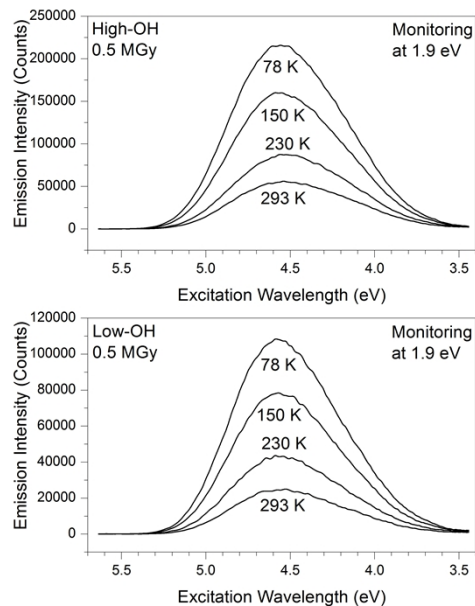 250000
200000
150000
100000
50000
0
Emission Intensity (Counts)
High-OH
0.5 MGy
Monitoring
at 1.9 eV
78 K
150 K
230 K
293 K
5.5 5.0 4.5 4.0 3.5
Excitation Wavelength (eV)
120000
100000
80000
60000
40000
20000
0
Emission Intensity (Counts)
Low-OH
0.5 MGy
Monitoring
at 1.9 eV
78 K
150 K
230 K
293 K
5.5 5.0 4.5 4.0 3.5
Excitation Wavelength (eV)